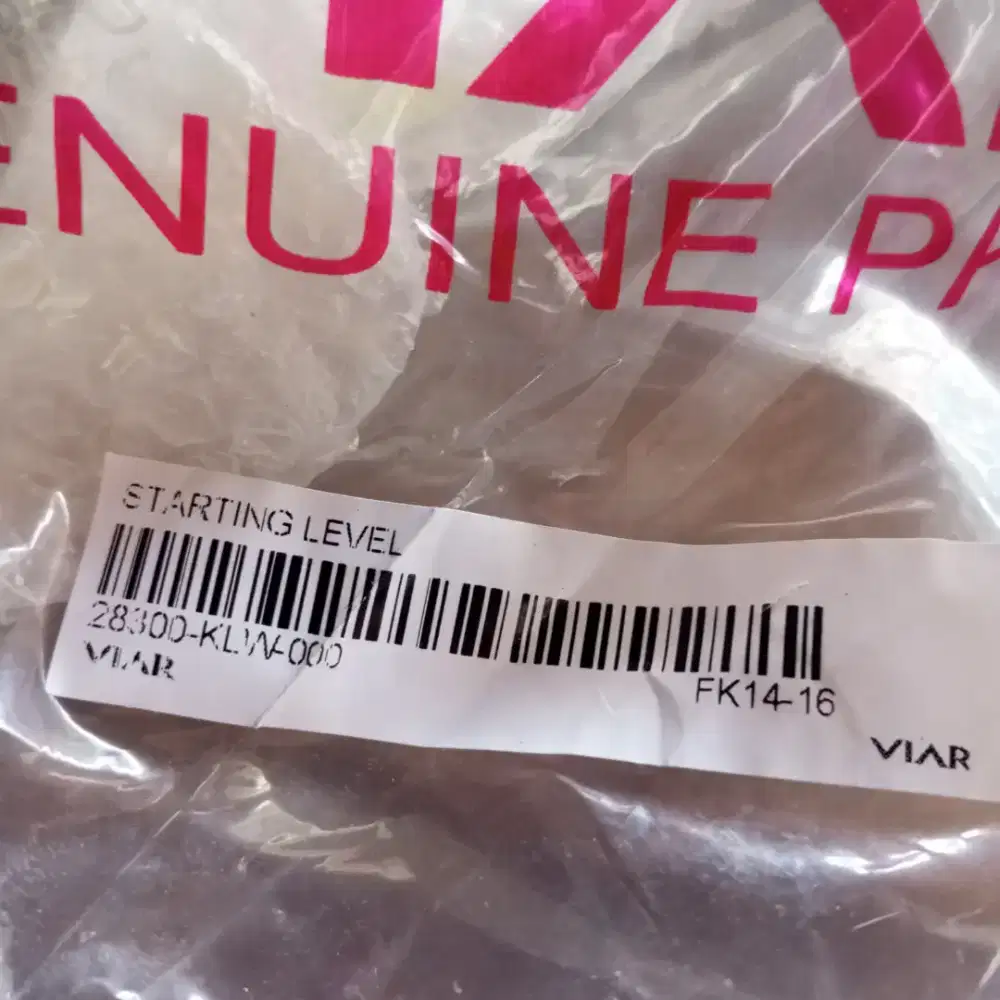 ENUINE PA
STARTING LEVEL
28300-KLW-000
VIAR
FK14-16
VIAR